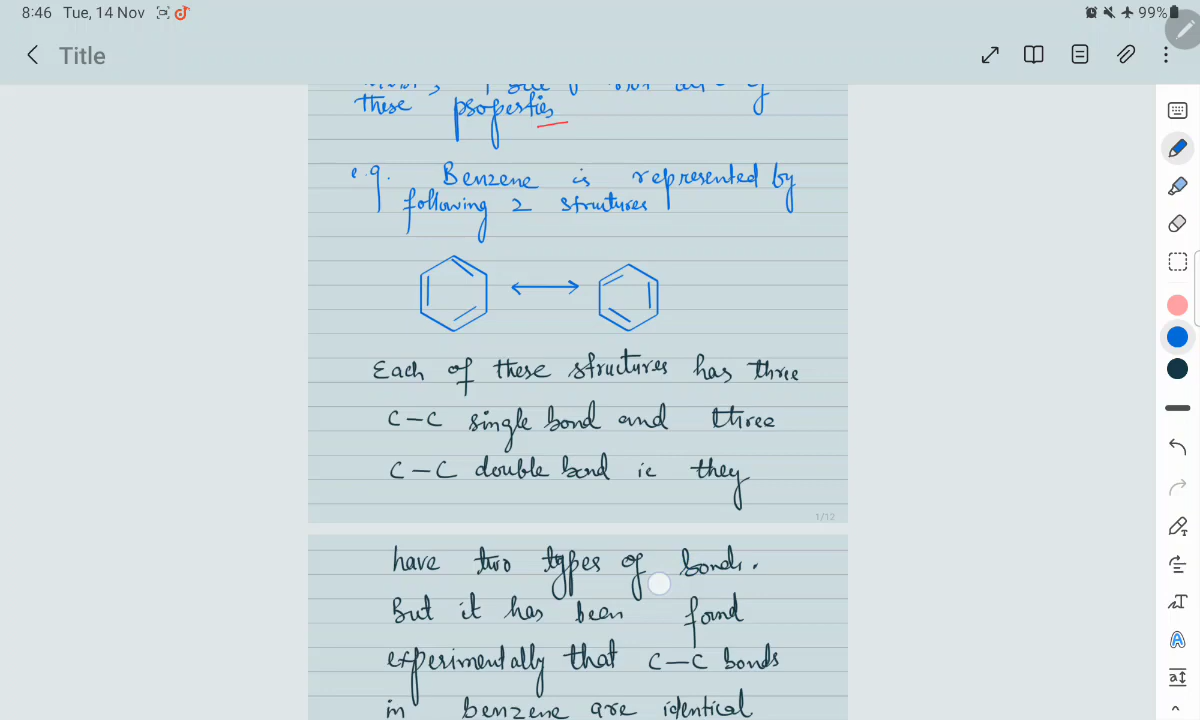 8:46 Tue, 14 Nov 99%
Title
these properties
e.g. Benzene is represented by
following 2 structures
Each of these structures has three
C-C single bond and three
C-C double bond ie they
1/12
have two types of bonds.
But it has been fond
experimentally that C-C bonds
in benzene are identical